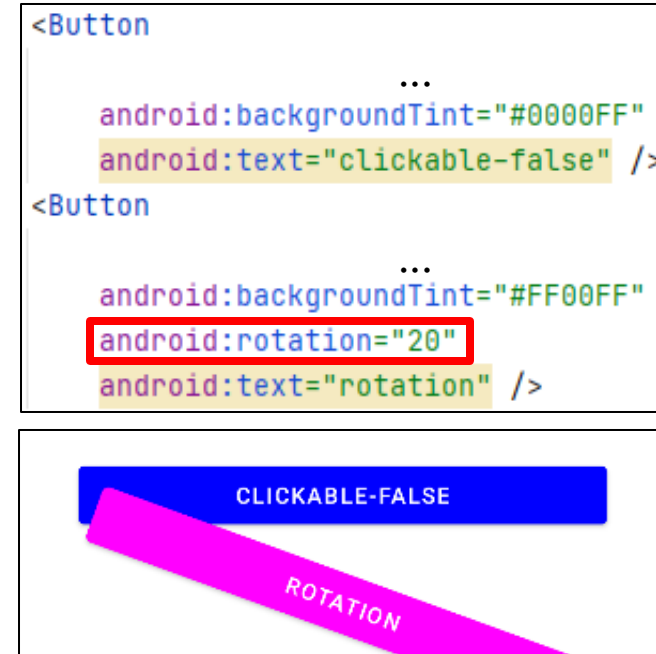 <Button
...
android:backgroundTint="#0000FF"
android:text="clickable-false" />
<Button
...
android:backgroundTint="#FF00FF"
android:rotation="20"
android:text="rotation" />
CLICKABLE-FALSE
ROTATION